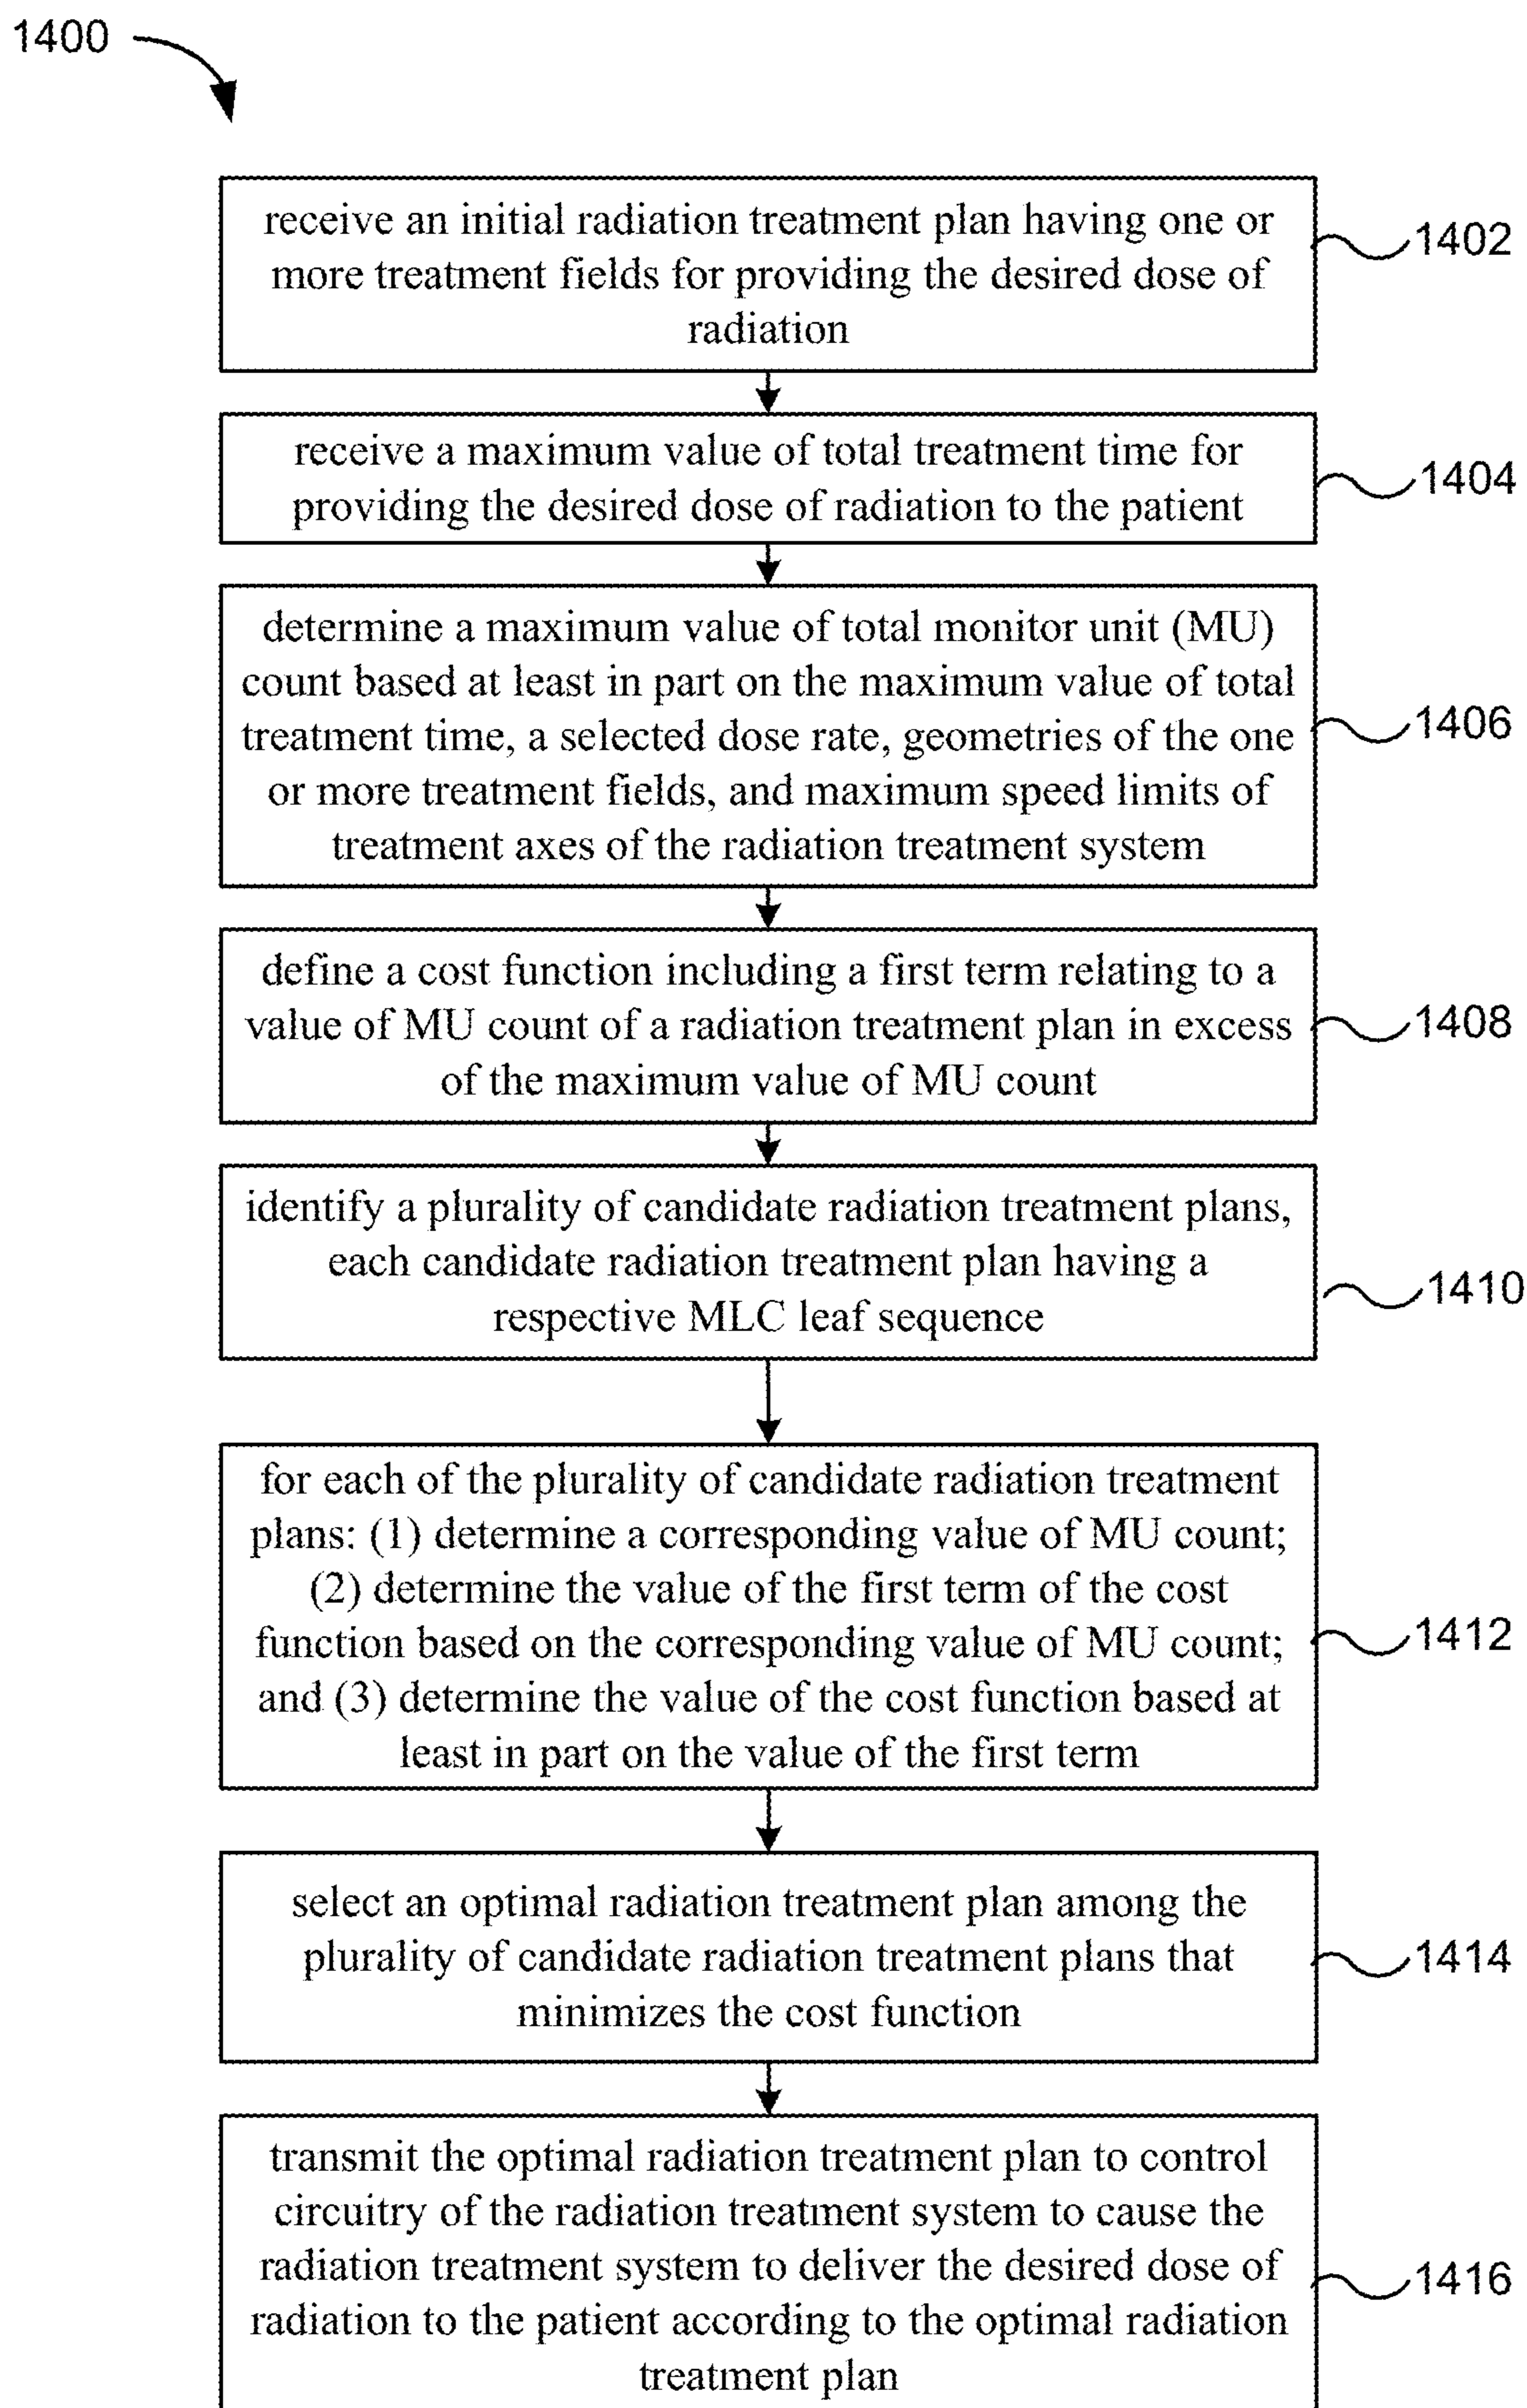 1400
receive an initial radiation treatment plan having one or
more treatment fields for providing the desired dose of
radiation
1402
receive a maximum value of total treatment time for
providing the desired dose of radiation to the patient
1404
determine a maximum value of total monitor unit (MU)
count based at least in part on the maximum value of total
treatment time, a selected dose rate, geometries of the one
or more treatment fields, and maximum speed limits of
treatment axes of the radiation treatment system
1406
define a cost function including a first term relating to a
value of MU count of a radiation treatment plan in excess
of the maximum value of MU count
1408
identify a plurality of candidate radiation treatment plans,
each candidate radiation treatment plan having a
respective MLC leaf sequence
1410
for each of the plurality of candidate radiation treatment
plans: (1) determine a corresponding value of MU count;
(2) determine the value of the first term of the cost
function based on the corresponding value of MU count;
and (3) determine the value of the cost function based at
least in part on the value of the first term
1412
select an optimal radiation treatment plan among the
plurality of candidate radiation treatment plans that
minimizes the cost function
1414
transmit the optimal radiation treatment plan to control
circuitry of the radiation treatment system to cause the
radiation treatment system to deliver the desired dose of
radiation to the patient according to the optimal radiation
treatment plan
1416